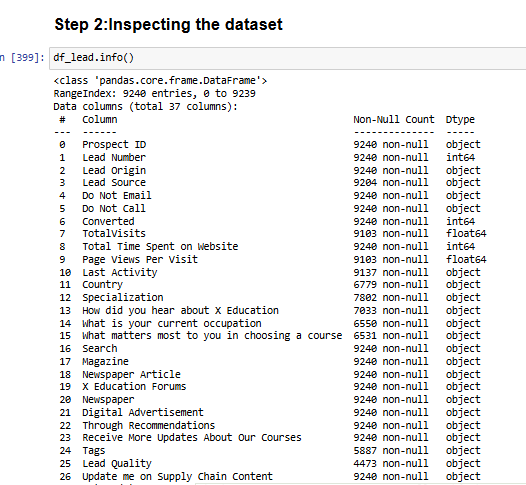 Step 2:Inspecting the dataset
n [399]: df_lead.info()
<class 'pandas.core.frame.DataFrame'>
RangeIndex: 9240 entries, 0 to 9239
Data columns (total 37 columns):
 #   Column                                         Non-Null Count  Dtype
---  ------                                         --------------  -----
 0   Prospect ID                                    9240 non-null   object
 1   Lead Number                                    9240 non-null   int64
 2   Lead Origin                                    9240 non-null   object
 3   Lead Source                                    9204 non-null   object
 4   Do Not Email                                   9240 non-null   object
 5   Do Not Call                                    9240 non-null   object
 6   Converted                                      9240 non-null   int64
 7   TotalVisits                                    9103 non-null   float64
 8   Total Time Spent on Website                    9240 non-null   int64
 9   Page Views Per Visit                           9103 non-null   float64
 10  Last Activity                                  9137 non-null   object
 11  Country                                        6779 non-null   object
 12  Specialization                                 7802 non-null   object
 13  How did you hear about X Education             7033 non-null   object
 14  What is your current occupation                6550 non-null   object
 15  What matters most to you in choosing a course  6531 non-null   object
 16  Search                                         9240 non-null   object
 17  Magazine                                       9240 non-null   object
 18  Newspaper Article                              9240 non-null   object
 19  X Education Forums                             9240 non-null   object
 20  Newspaper                                      9240 non-null   object
 21  Digital Advertisement                          9240 non-null   object
 22  Through Recommendations                        9240 non-null   object
 23  Receive More Updates About Our Courses         9240 non-null   object
 24  Tags                                           5887 non-null   object
 25  Lead Quality                                   4473 non-null   object
 26  Update me on Supply Chain Content              9240 non-null   object